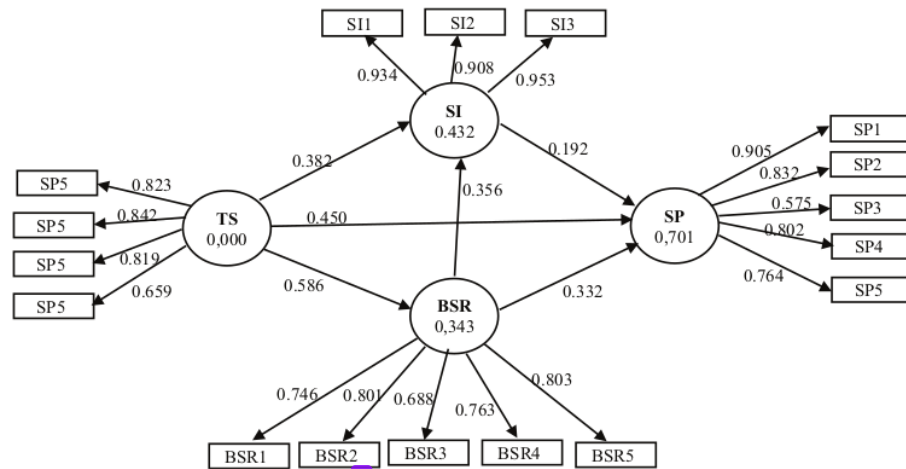 SI1
SI2
SI3
0.934
0.908
0.953
SI
0.432
SP1
0.905
SP2
0.832
SP3
0.575
SP4
0.802
SP5
0.764
0.382
0.192
0.356
SP5
0.823
SP5
0.842
SP5
0.819
SP5
0.659
TS
0,000
0.450
SP
0,701
0.586
0.332
BSR
0,343
0.746
0.801
0.688
0.763
0.803
BSR1
BSR2
BSR3
BSR4
BSR5